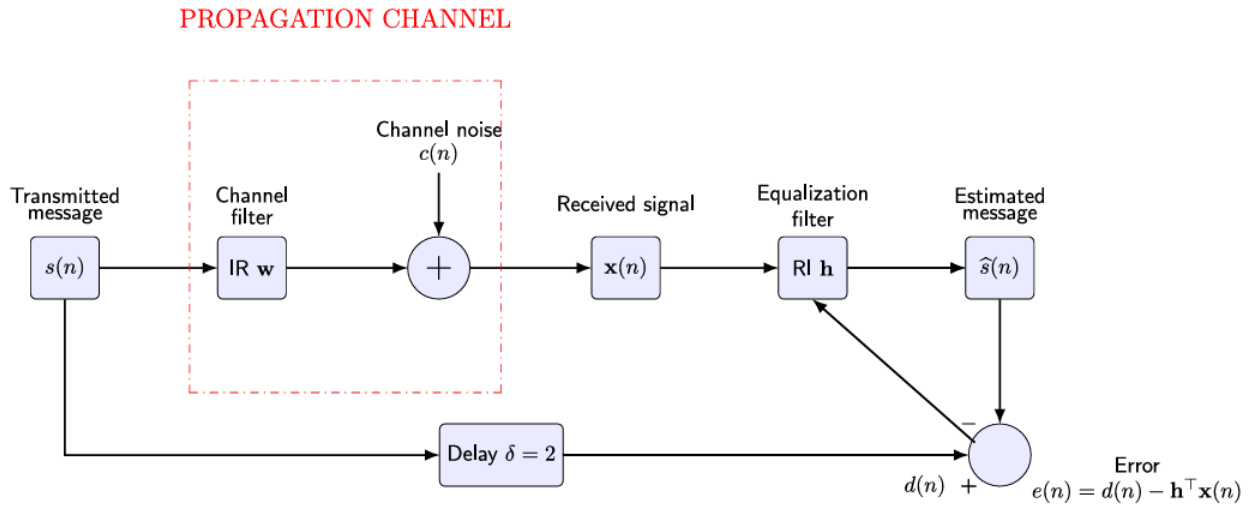 PROPAGATION CHANNEL
Channel noise
c(n)
Transmitted
message
Channel
filter
Received signal
Equalization
filter
Estimated
message
s(n)
IR w
+
x(n)
RI h
ŝ(n)
−
Delay δ = 2
d(n) +
Error
e(n) = d(n) − h⊤x(n)